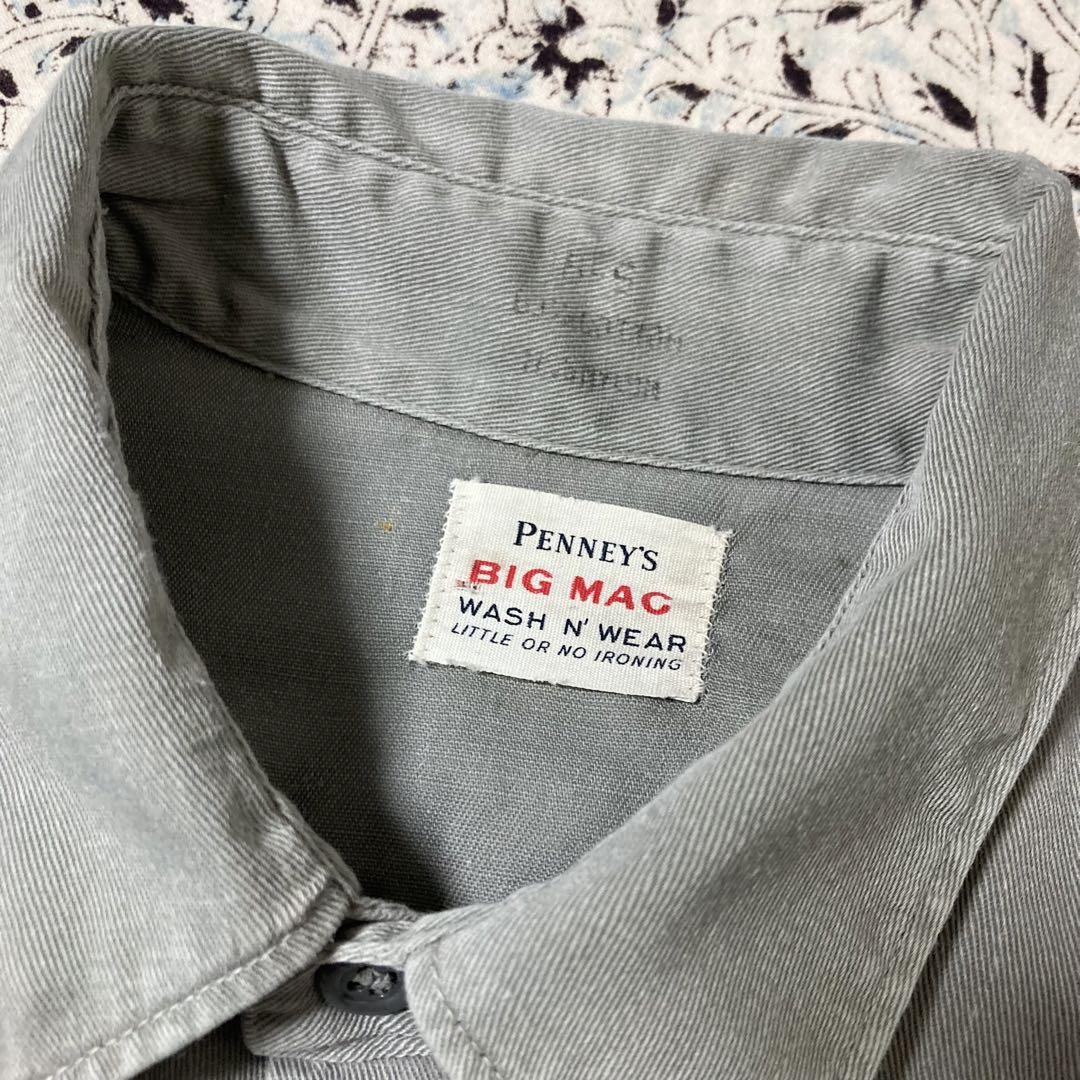 PENNEY'S
BIG MAC
WASH N' WEAR
LITTLE OR NO IRONING